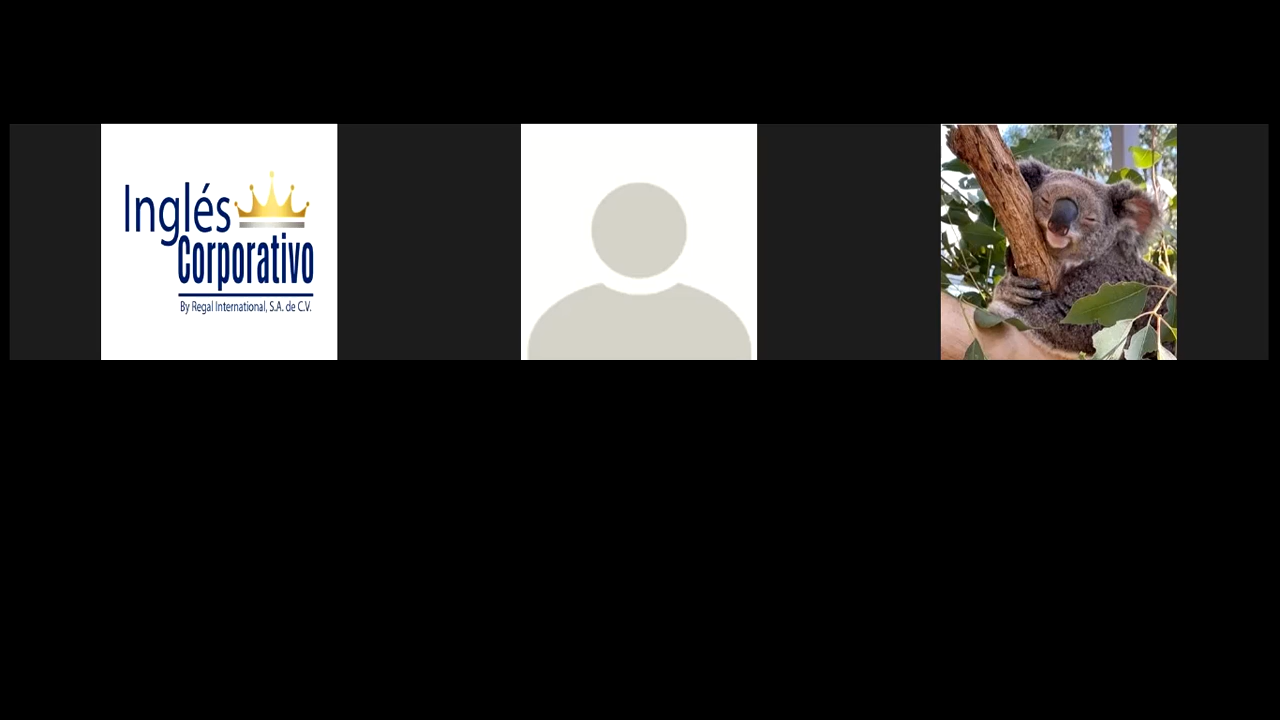 Inglés
Corporativo
By Regal International, S.A. de C.V.